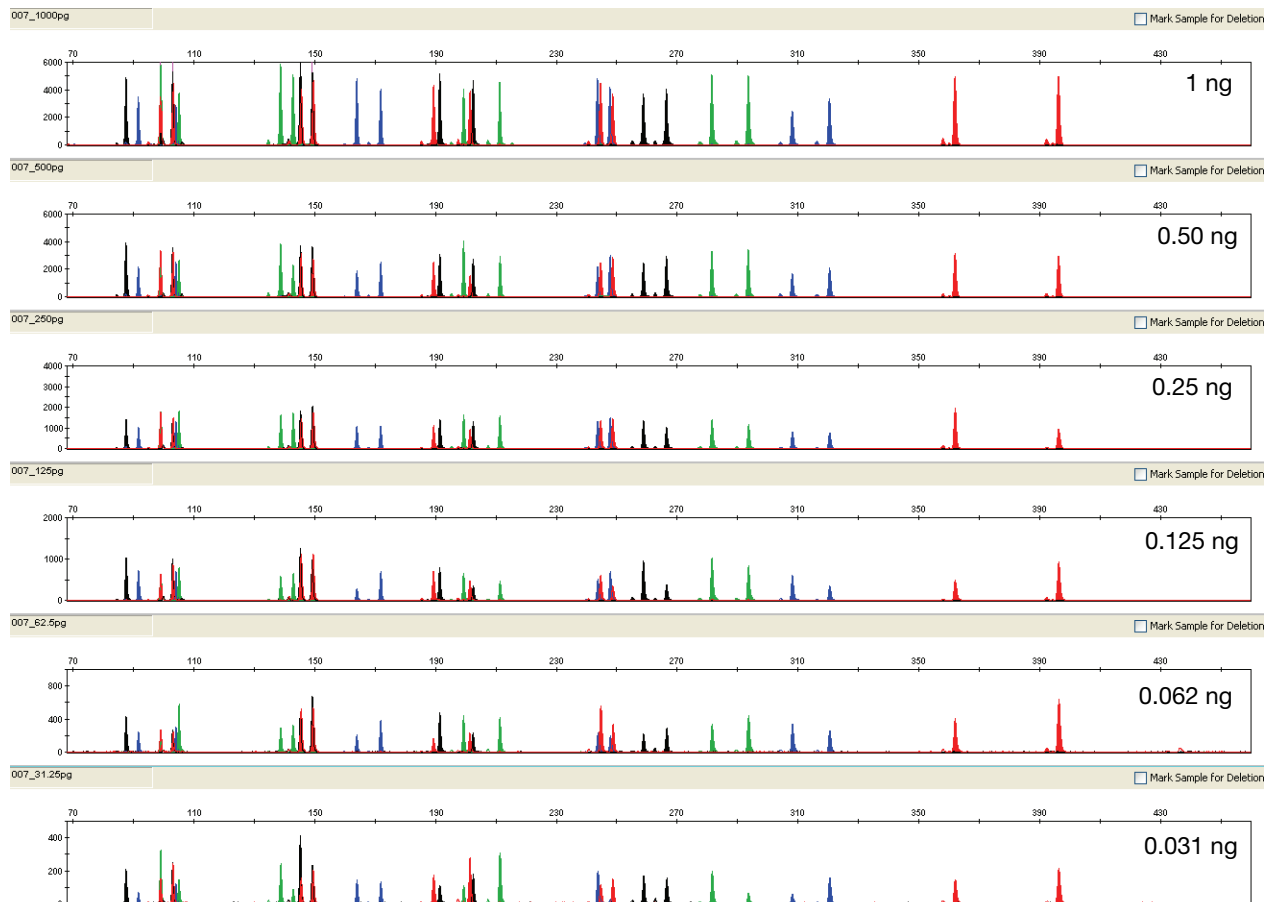 007_1000pg Mark Sample for Deletion
70 110 150 190 230 270 310 350 390 430
6000
4000
2000
0
1 ng
007_500pg Mark Sample for Deletion
70 110 150 190 230 270 310 350 390 430
6000
4000
2000
0
0.50 ng
007_250pg Mark Sample for Deletion
70 110 150 190 230 270 310 350 390 430
4000
3000
2000
1000
0
0.25 ng
007_125pg Mark Sample for Deletion
70 110 150 190 230 270 310 350 390 430
2000
1000
0
0.125 ng
007_62.5pg Mark Sample for Deletion
70 110 150 190 230 270 310 350 390 430
800
400
0
0.062 ng
007_31.25pg Mark Sample for Deletion
70 110 150 190 230 270 310 350 390 430
400
200
0.031 ng